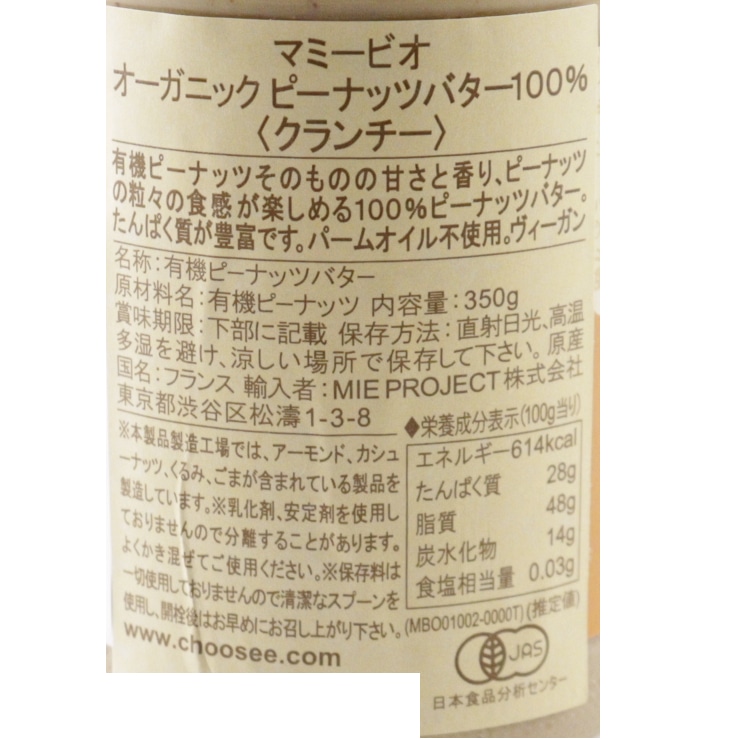 マミービオ
オーガニック ピーナッツバター100%
〈クランチー〉
有機ピーナッツそのものの甘さと香り、ピーナッツ
の粒々の食感が楽しめる100%ピーナッツバター。
たんぱく質が豊富です。パームオイル不使用。ヴィーガン
名称：有機ピーナッツバター
原材料名：有機ピーナッツ 内容量：350g
賞味期限：下部に記載 保存方法：直射日光、高温
多湿を避け、涼しい場所で保存して下さい。原産
国名：フランス 輸入者：MIE PROJECT株式会社
東京都渋谷区松濤1-3-8
※本製品製造工場では、アーモンド、カシュ
ーナッツ、くるみ、ごまが含まれている製品を
製造しています。※乳化剤、安定剤を使用し
ておりませんので分離することがあります。
よくかき混ぜてご使用ください。※保存料は
一切使用しておりませんので清潔なスプーンを
使用し、開栓後はお早めにお召し上がり下さい。
www.choosee.com
◆栄養成分表示(100g当り)
エネルギー614kcal
たんぱく質 28g
脂質 48g
炭水化物 14g
食塩相当量 0.03g
(MBO01002-0000T)(推定値)
JAS
日本食品分析センター